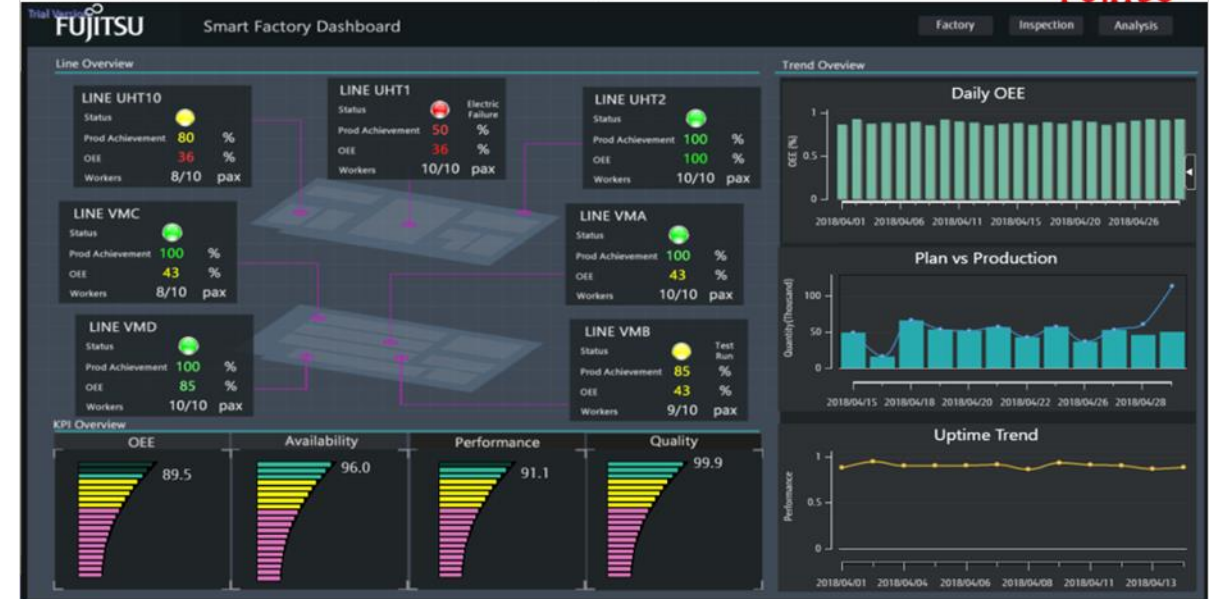 Trial Version
FUJITSU
Smart Factory Dashboard
Factory
Inspection
Analysis
Line Overview
LINE UHT10
Status
Prod Achievement 80 %
OEE 36 %
Workers 8/10 pax
LINE UHT1
Status
Electric
Failure
Prod Achievement 50 %
OEE 36 %
Workers 10/10 pax
LINE UHT2
Status
Prod Achievement 100 %
OEE 100 %
Workers 10/10 pax
LINE VMC
Status
Prod Achievement 100 %
OEE 43 %
Workers 8/10 pax
LINE VMA
Status
Prod Achievement 100 %
OEE 43 %
Workers 10/10 pax
LINE VMD
Status
Prod Achievement 100 %
OEE 85 %
Workers 10/10 pax
LINE VMB
Status
Test
Run
Prod Achievement 85 %
OEE 43 %
Workers 9/10 pax
KPI Overview
OEE
89.5
Availability
96.0
Performance
91.1
Quality
99.9
Trend Oveview
Daily OEE
OEE (%)
1
0.5
0
2018/04/01 2018/04/06 2018/04/11 2018/04/15 2018/04/20 2018/04/26
Plan vs Production
Quantity(Thousand)
100
50
0
2018/04/15 2018/04/18 2018/04/20 2018/04/22 2018/04/26 2018/04/28
Uptime Trend
Performance
1
0.5
0
2018/04/01 2018/04/04 2018/04/06 2018/04/08 2018/04/11 2018/04/13